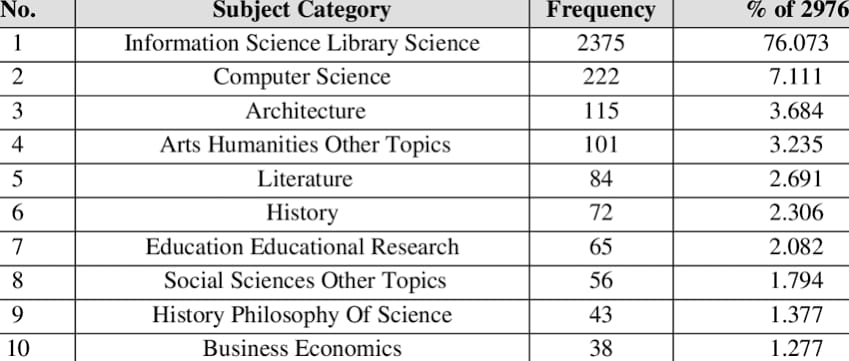 No. Subject Category Frequency % of 2976
1 Information Science Library Science 2375 76.073
2 Computer Science 222 7.111
3 Architecture 115 3.684
4 Arts Humanities Other Topics 101 3.235
5 Literature 84 2.691
6 History 72 2.306
7 Education Educational Research 65 2.082
8 Social Sciences Other Topics 56 1.794
9 History Philosophy Of Science 43 1.377
10 Business Economics 38 1.277